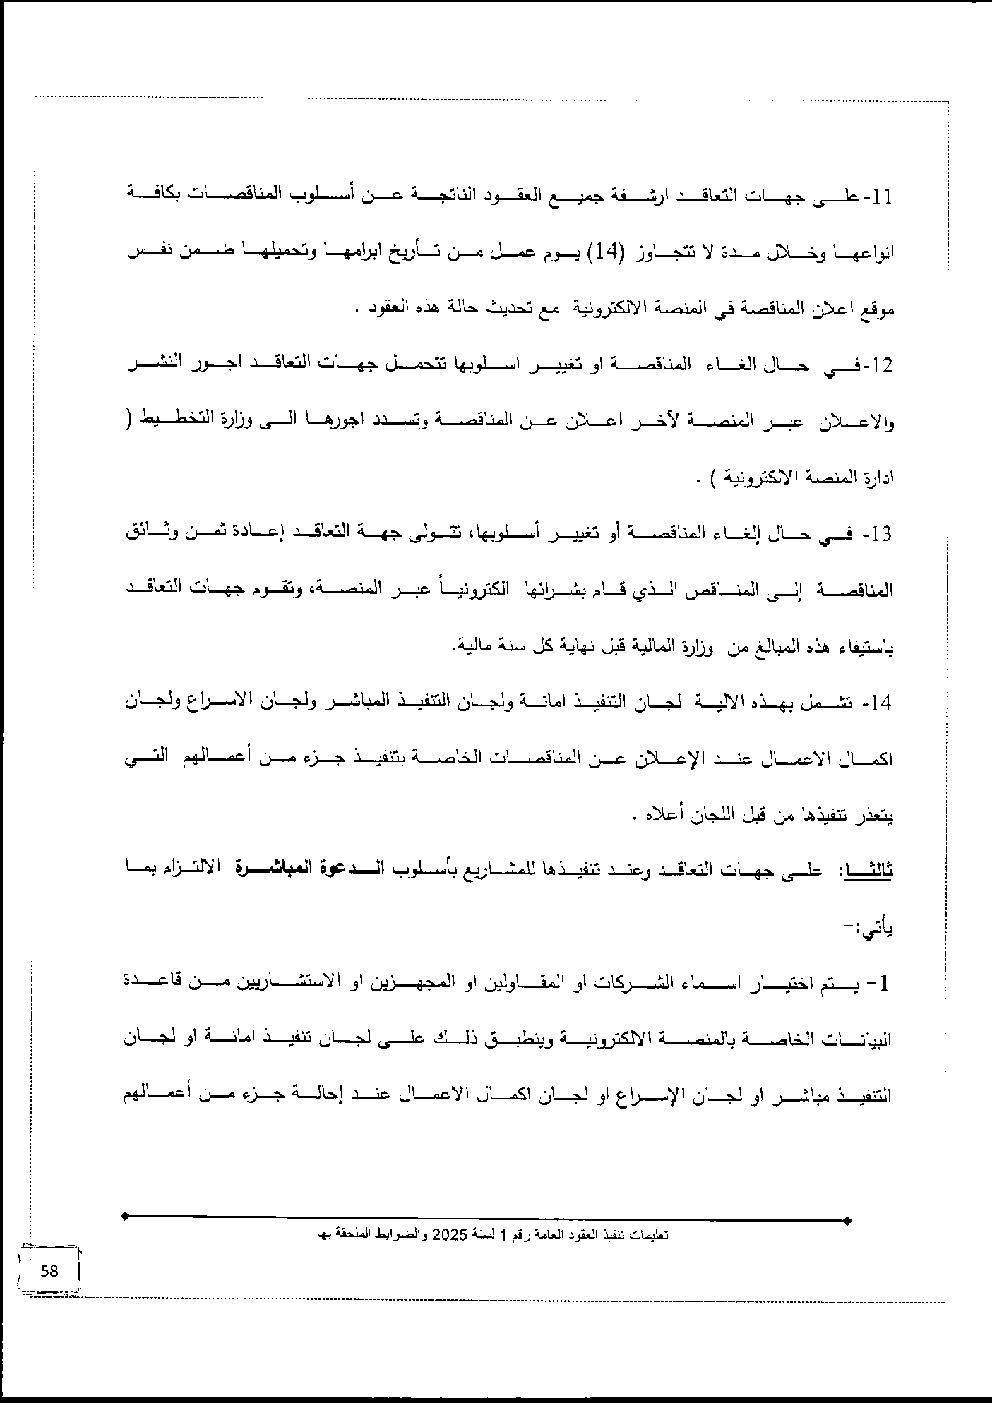 11-على جهات التعاقد ارشفة جميع العقود الناتجة عن أسلوب المناقصات بكافة
انواعها وخلال مدة لا تتجاوز (14) يوم عمل من تأريخ ابرامها وتحميلها ضمن نفس
موقع اعلان المناقصة في المنصة الالكترونية مع تحديث حالة هذه العقود .
12-في حال الغاء المناقصة او تغيير اسلوبها تتحمل جهات التعاقد اجور النشر
والاعلان عبر المنصة لآخر اعلان عن المناقصة وتسدد اجورها الى وزارة التخطيط (
ادارة المنصة الالكترونية ) .
13- في حال إلغاء المناقصة أو تغيير أسلوبها، تتولى جهة التعاقد إعادة ثمن وثائق
المناقصة إلى المناقص الذي قام بشرائها الكترونياً عبر المنصة، وتقوم جهات التعاقد
باستيفاء هذه المبالغ من وزارة المالية قبل نهاية كل سنة مالية.
14- تشمل بهذه الالية لجان التنفيذ امانة ولجان التنفيذ المباشر ولجان الاسراع ولجان
اكمال الاعمال عند الإعلان عن المناقصات الخاصة بتنفيذ جزء من أعمالهم التي
يتعذر تنفيذها من قبل اللجان أعلاه .
ثالثا: على جهات التعاقد وعند تنفيذها للمشاريع بأسلوب الدعوة المباشرة الالتزام بما
يأتي:-
1- يتم اختيار اسماء الشركات او المقاولين او المجهزين او الاستشاريين من قاعدة
البيانات الخاصة بالمنصة الالكترونية وينطبق ذلك على لجان تنفيذ امانة او لجان
التنفيذ مباشر او لجان الإسراع او لجان اكمال الاعمال عند إحالة جزء من أعمالهم
تعليمات تنفيذ العقود العامة رقم 1 لسنة 2025 والضوابط الملحقة بها
58